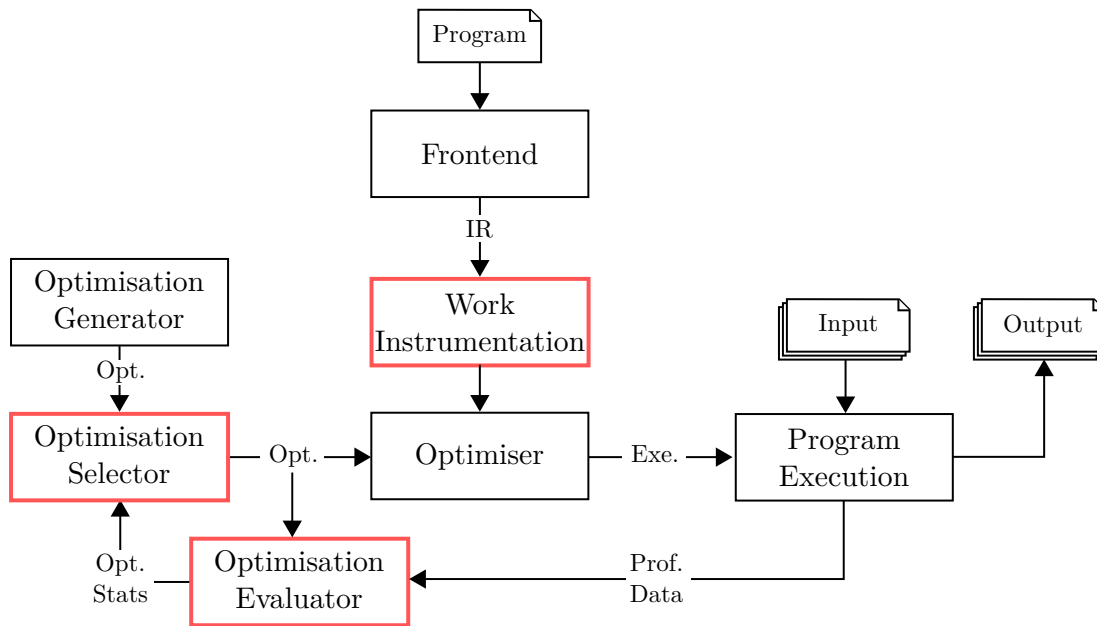 Program
Frontend
IR
Optimisation
Generator
Work
Instrumentation
Input
Output
Opt.
Optimisation
Selector
Opt.
Optimiser
Exe.
Program
Execution
Opt.
Stats
Optimisation
Evaluator
Prof.
Data